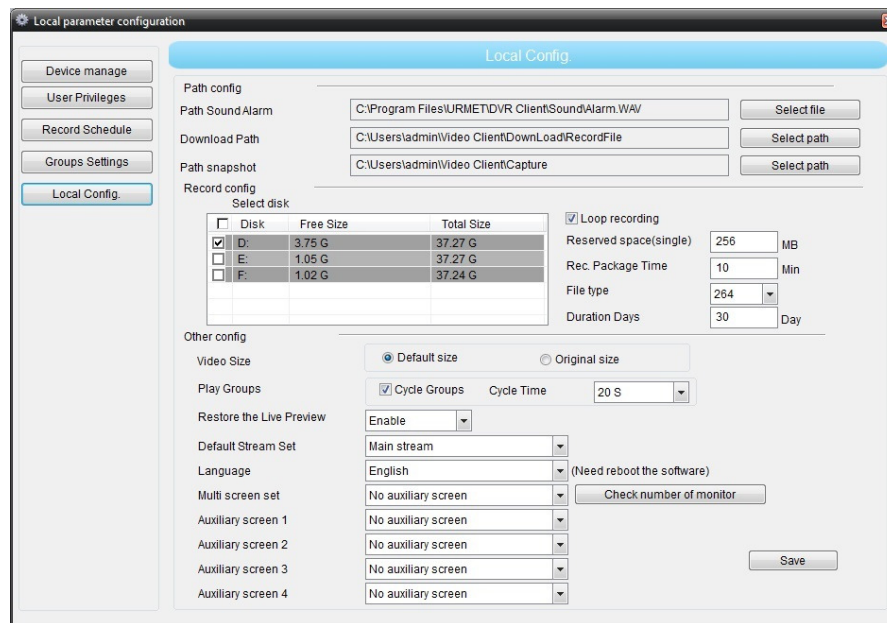 Local parameter configuration
Local Config.
Device manage
User Privileges
Record Schedule
Groups Settings
Local Config.
Path config
Path Sound Alarm C:\Program Files\URMET\DVR Client\Sound\Alarm.WAV Select file
Download Path C:\Users\admin\Video Client\DownLoad\RecordFile Select path
Path snapshot C:\Users\admin\Video Client\Capture Select path
Record config
Select disk
Disk Free Size Total Size
D: 3.75 G 37.27 G
E: 1.05 G 37.27 G
F: 1.02 G 37.24 G
Loop recording
Reserved space(single) 256 MB
Rec. Package Time 10 Min
File type 264
Duration Days 30 Day
Other config
Video Size Default size Original size
Play Groups Cycle Groups Cycle Time 20 S
Restore the Live Preview Enable
Default Stream Set Main stream
Language English (Need reboot the software)
Multi screen set No auxiliary screen Check number of monitor
Auxiliary screen 1 No auxiliary screen
Auxiliary screen 2 No auxiliary screen
Auxiliary screen 3 No auxiliary screen
Auxiliary screen 4 No auxiliary screen
Save